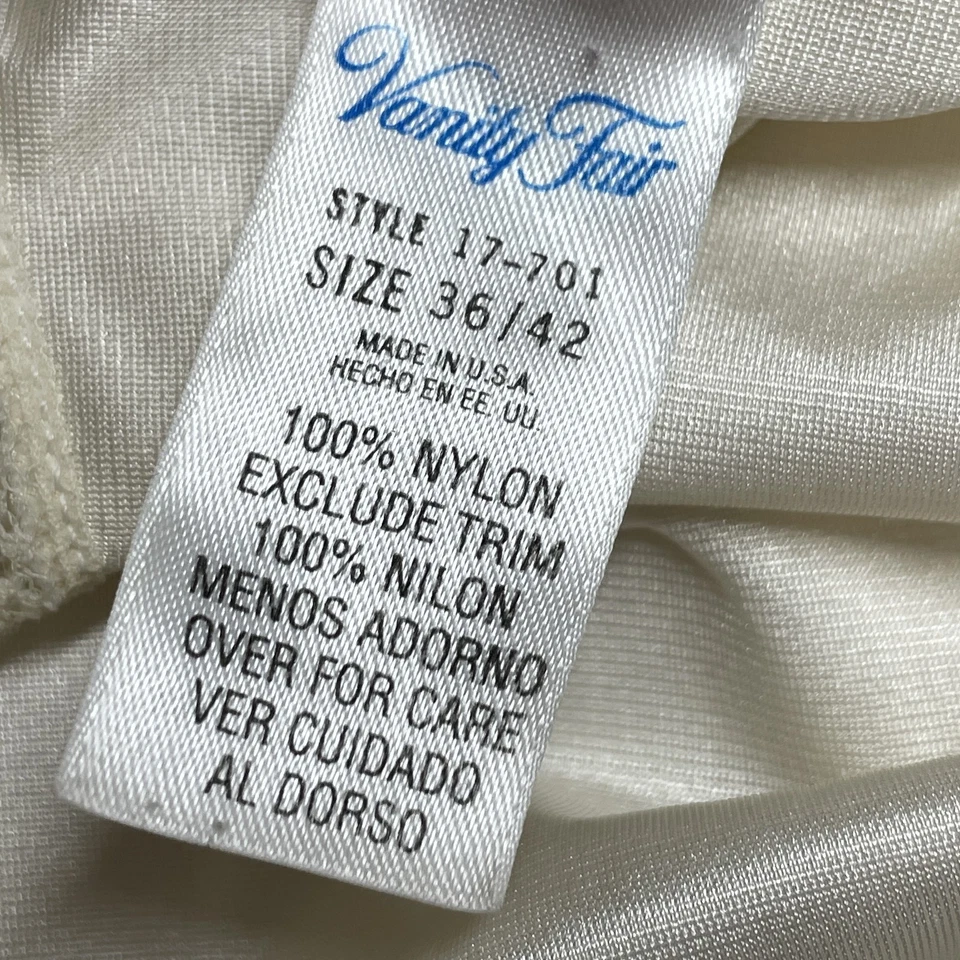 Vanity Fair
STYLE 17-701
SIZE 36/42
MADE IN U.S.A.
HECHO EN EE. UU.
100% NYLON
EXCLUDE TRIM
100% NILON
MENOS ADORNO
OVER FOR CARE
VER CUIDADO
AL DORSO